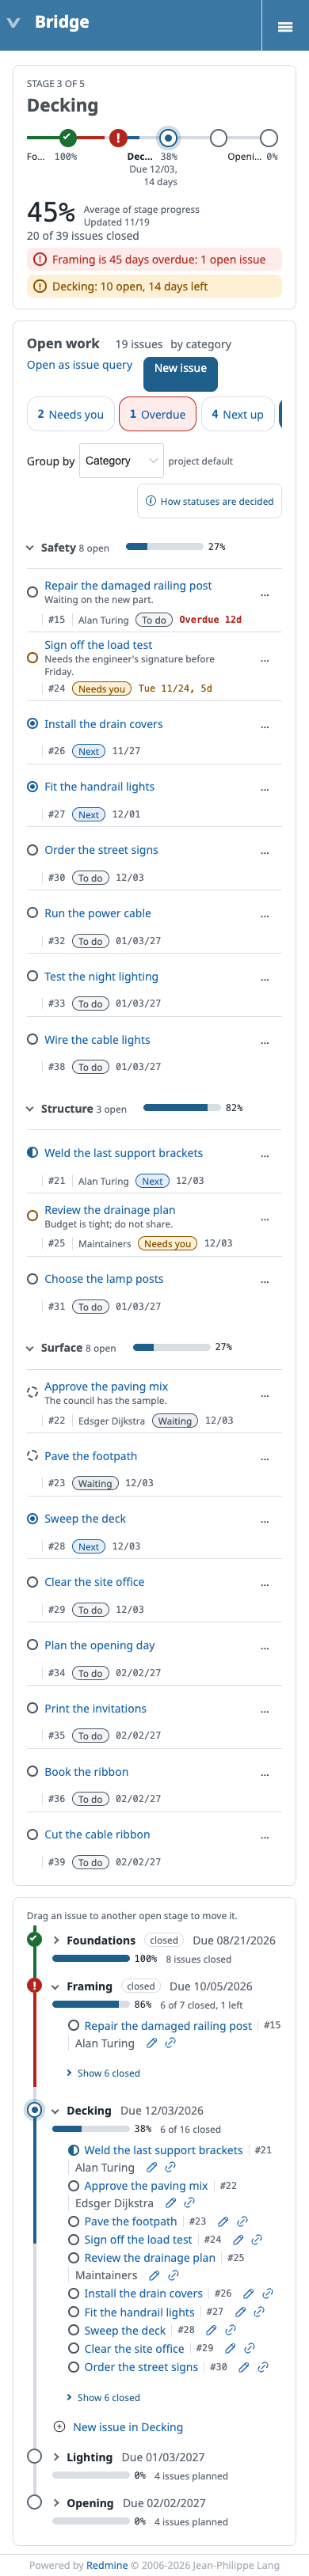 Bridge
STAGE 3 OF 5
Decking
Fo... 100% Dec... 38% Openi... 0%
Due 12/03,
14 days
45% Average of stage progress
Updated 11/19
20 of 39 issues closed
Framing is 45 days overdue: 1 open issue
Decking: 10 open, 14 days left
Open work 19 issues by category
Open as issue query New issue
2 Needs you 1 Overdue 4 Next up
Group by Category project default
How statuses are decided
Safety 8 open 27%
Repair the damaged railing post ...
Waiting on the new part.
#15 Alan Turing To do Overdue 12d
Sign off the load test ...
Needs the engineer's signature before
Friday.
#24 Needs you Tue 11/24, 5d
Install the drain covers ...
#26 Next 11/27
Fit the handrail lights ...
#27 Next 12/01
Order the street signs ...
#30 To do 12/03
Run the power cable ...
#32 To do 01/03/27
Test the night lighting ...
#33 To do 01/03/27
Wire the cable lights ...
#38 To do 01/03/27
Structure 3 open 82%
Weld the last support brackets ...
#21 Alan Turing Next 12/03
Review the drainage plan ...
Budget is tight; do not share.
#25 Maintainers Needs you 12/03
Choose the lamp posts ...
#31 To do 01/03/27
Surface 8 open 27%
Approve the paving mix ...
The council has the sample.
#22 Edsger Dijkstra Waiting 12/03
Pave the footpath ...
#23 Waiting 12/03
Sweep the deck ...
#28 Next 12/03
Clear the site office ...
#29 To do 12/03
Plan the opening day ...
#34 To do 02/02/27
Print the invitations ...
#35 To do 02/02/27
Book the ribbon ...
#36 To do 02/02/27
Cut the cable ribbon ...
#39 To do 02/02/27
Drag an issue to another open stage to move it.
Foundations closed Due 08/21/2026
100% 8 issues closed
Framing closed Due 10/05/2026
86% 6 of 7 closed, 1 left
Repair the damaged railing post #15
Alan Turing
Show 6 closed
Decking Due 12/03/2026
38% 6 of 16 closed
Weld the last support brackets #21
Alan Turing
Approve the paving mix #22
Edsger Dijkstra
Pave the footpath #23
Sign off the load test #24
Review the drainage plan #25
Maintainers
Install the drain covers #26
Fit the handrail lights #27
Sweep the deck #28
Clear the site office #29
Order the street signs #30
Show 6 closed
New issue in Decking
Lighting Due 01/03/2027
0% 4 issues planned
Opening Due 02/02/2027
0% 4 issues planned
Powered by Redmine © 2006-2026 Jean-Philippe Lang